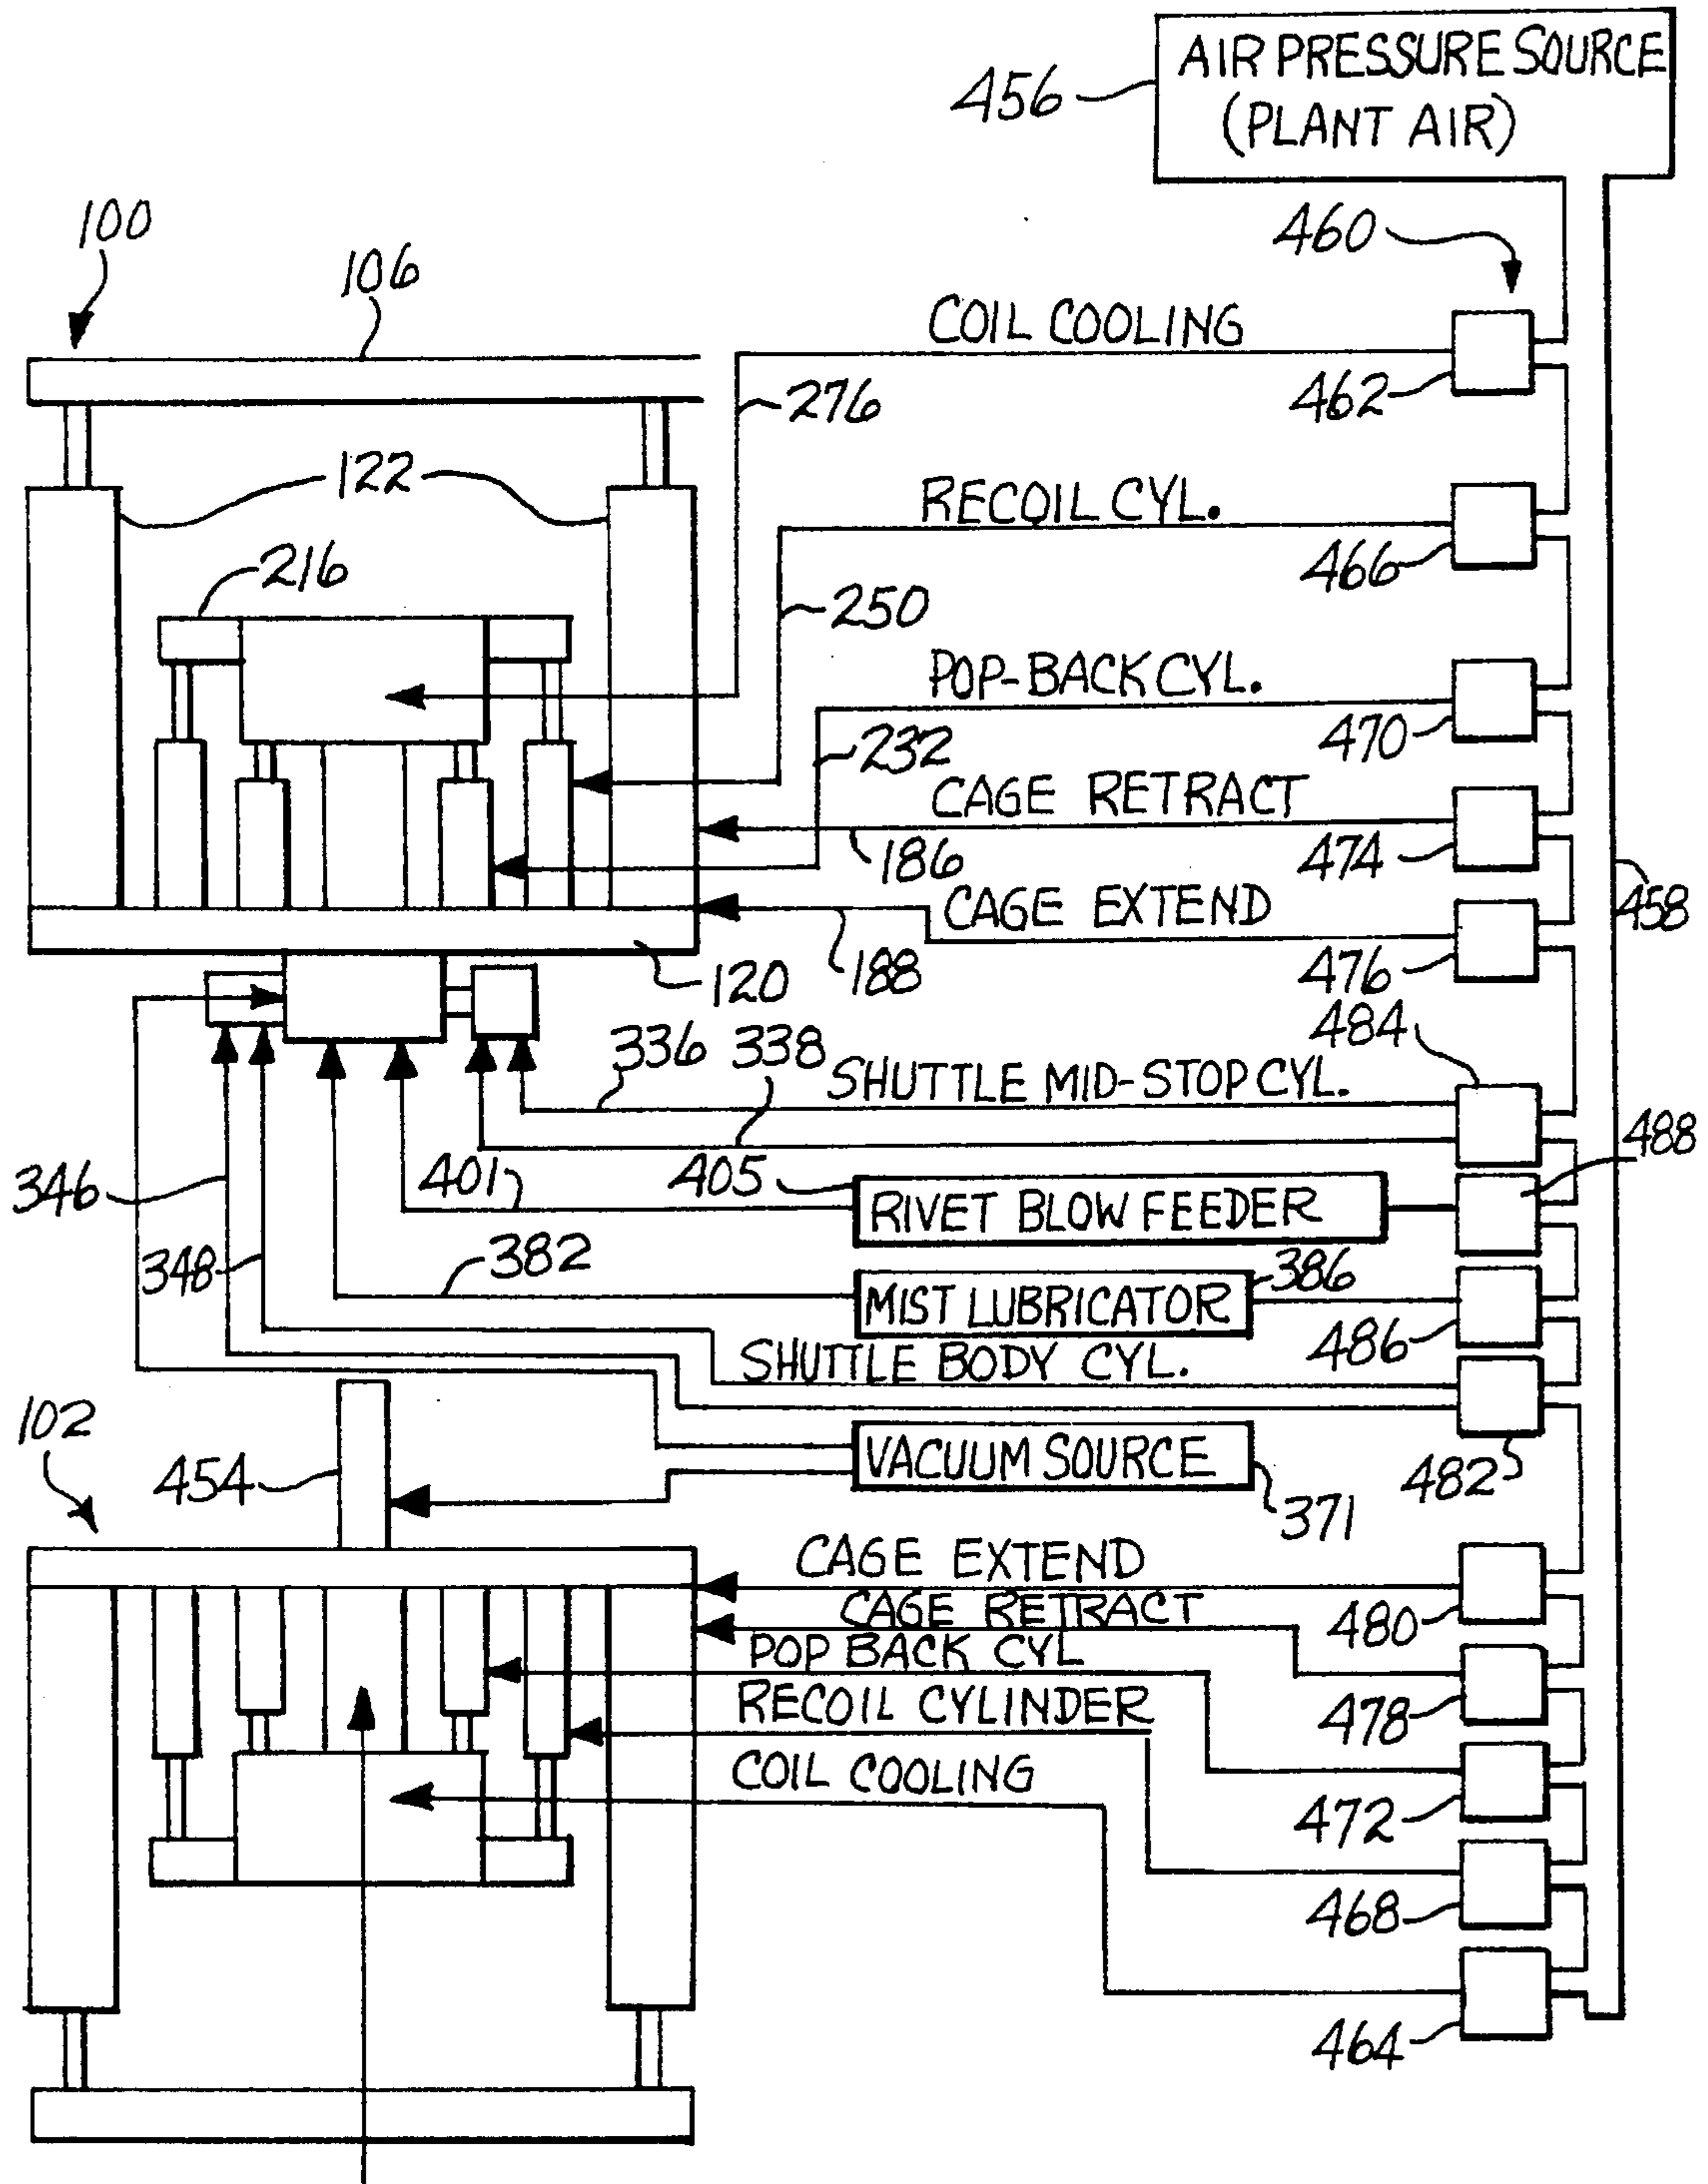 AIR PRESSURE SOURCE
(PLANT AIR)
456
460
100
106
COIL COOLING
276
462
122
RECOIL CYL.
466
216
250
POP-BACK CYL.
470
232
CAGE RETRACT
186
474
CAGE EXTEND
458
188
476
120
484
336 338
SHUTTLE MID-STOP CYL.
488
346
401
405
RIVET BLOW FEEDER
348
382
386
MIST LUBRICATOR
486
SHUTTLE BODY CYL.
102
454
VACUUM SOURCE
482
371
CAGE EXTEND
CAGE RETRACT
480
POP BACK CYL
RECOIL CYLINDER
478
COIL COOLING
472
468
464